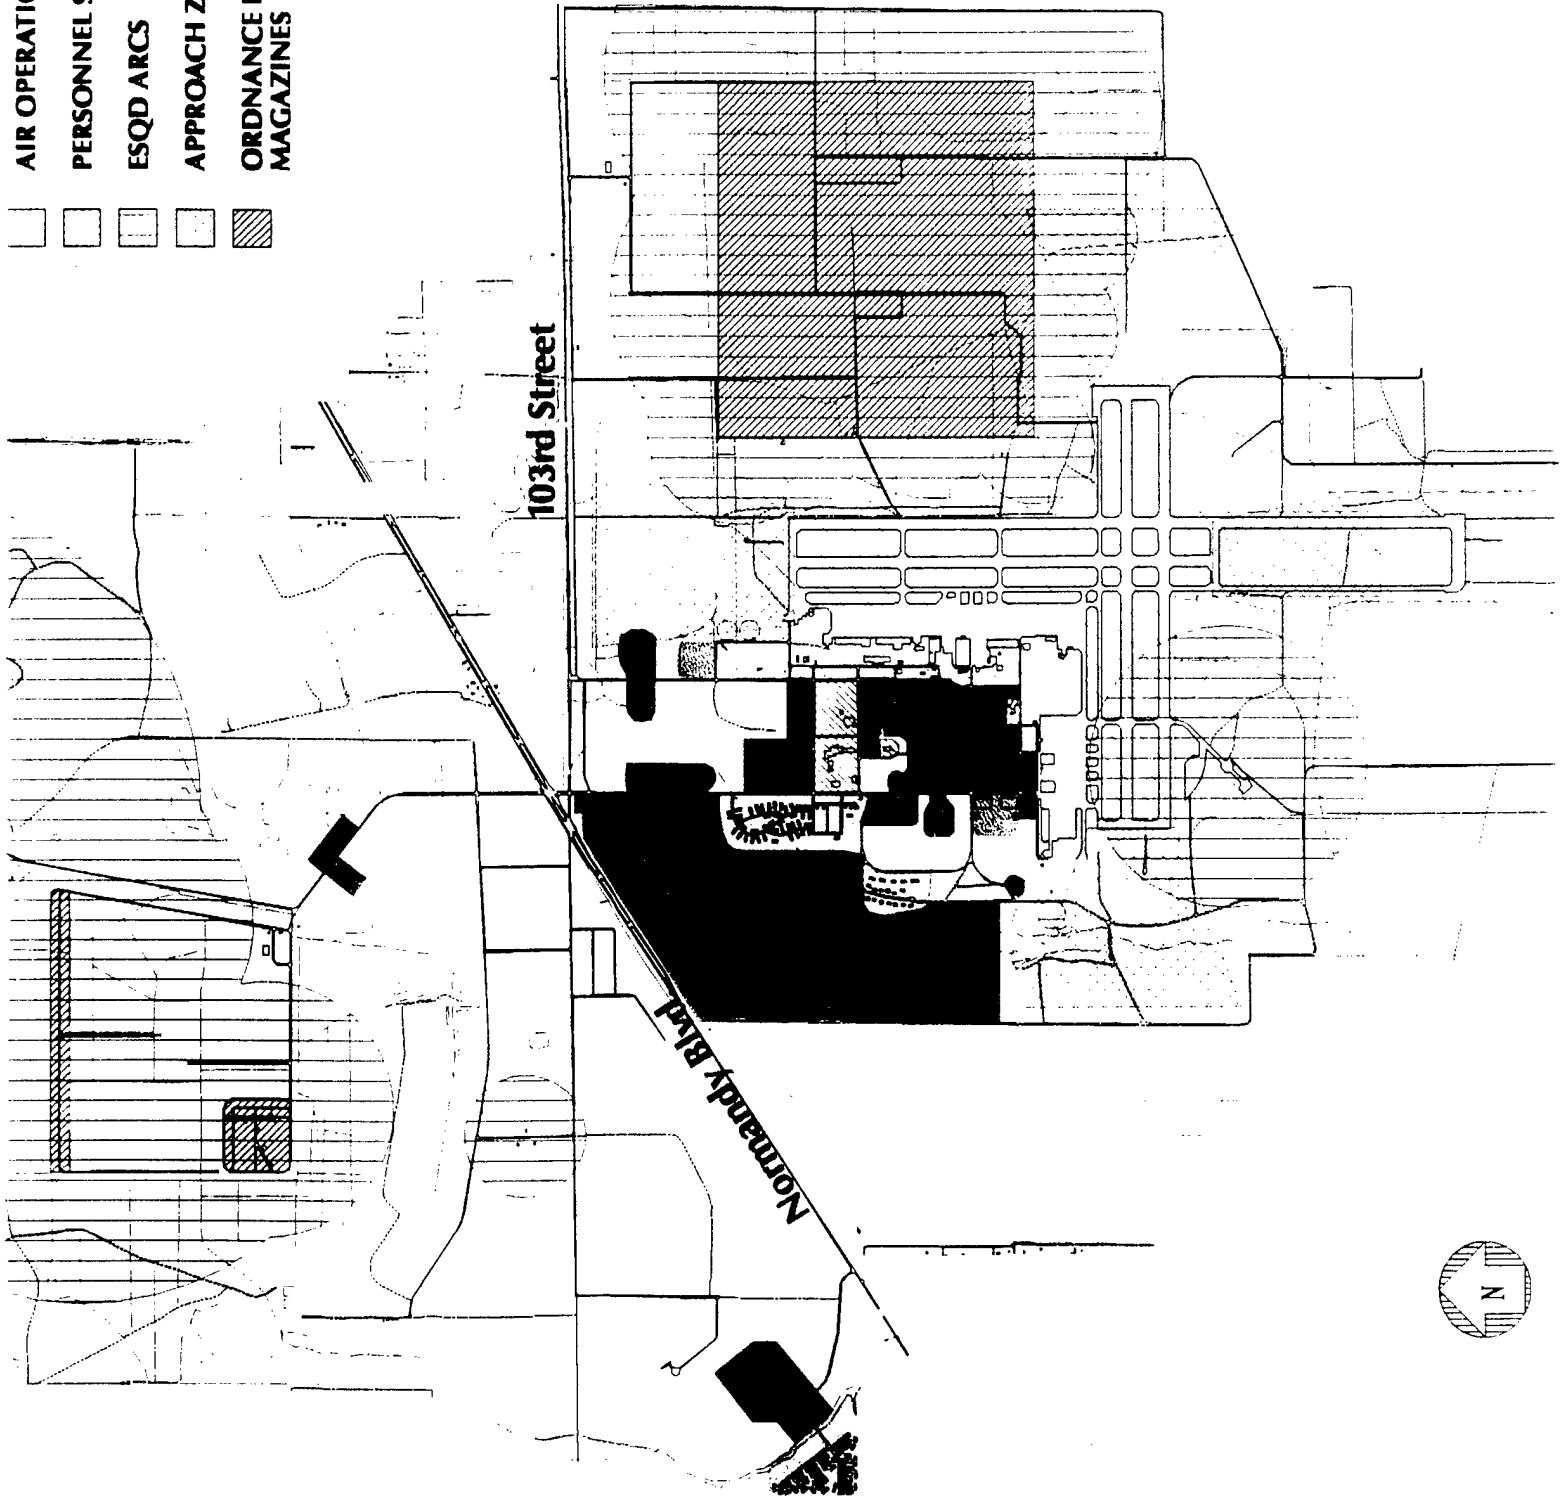 AIR OPERATIO
PERSONNEL S
ESQD ARCS
APPROACH Z
ORDNANCE
MAGAZINES
103rd Street
Normandy Blvd.
N